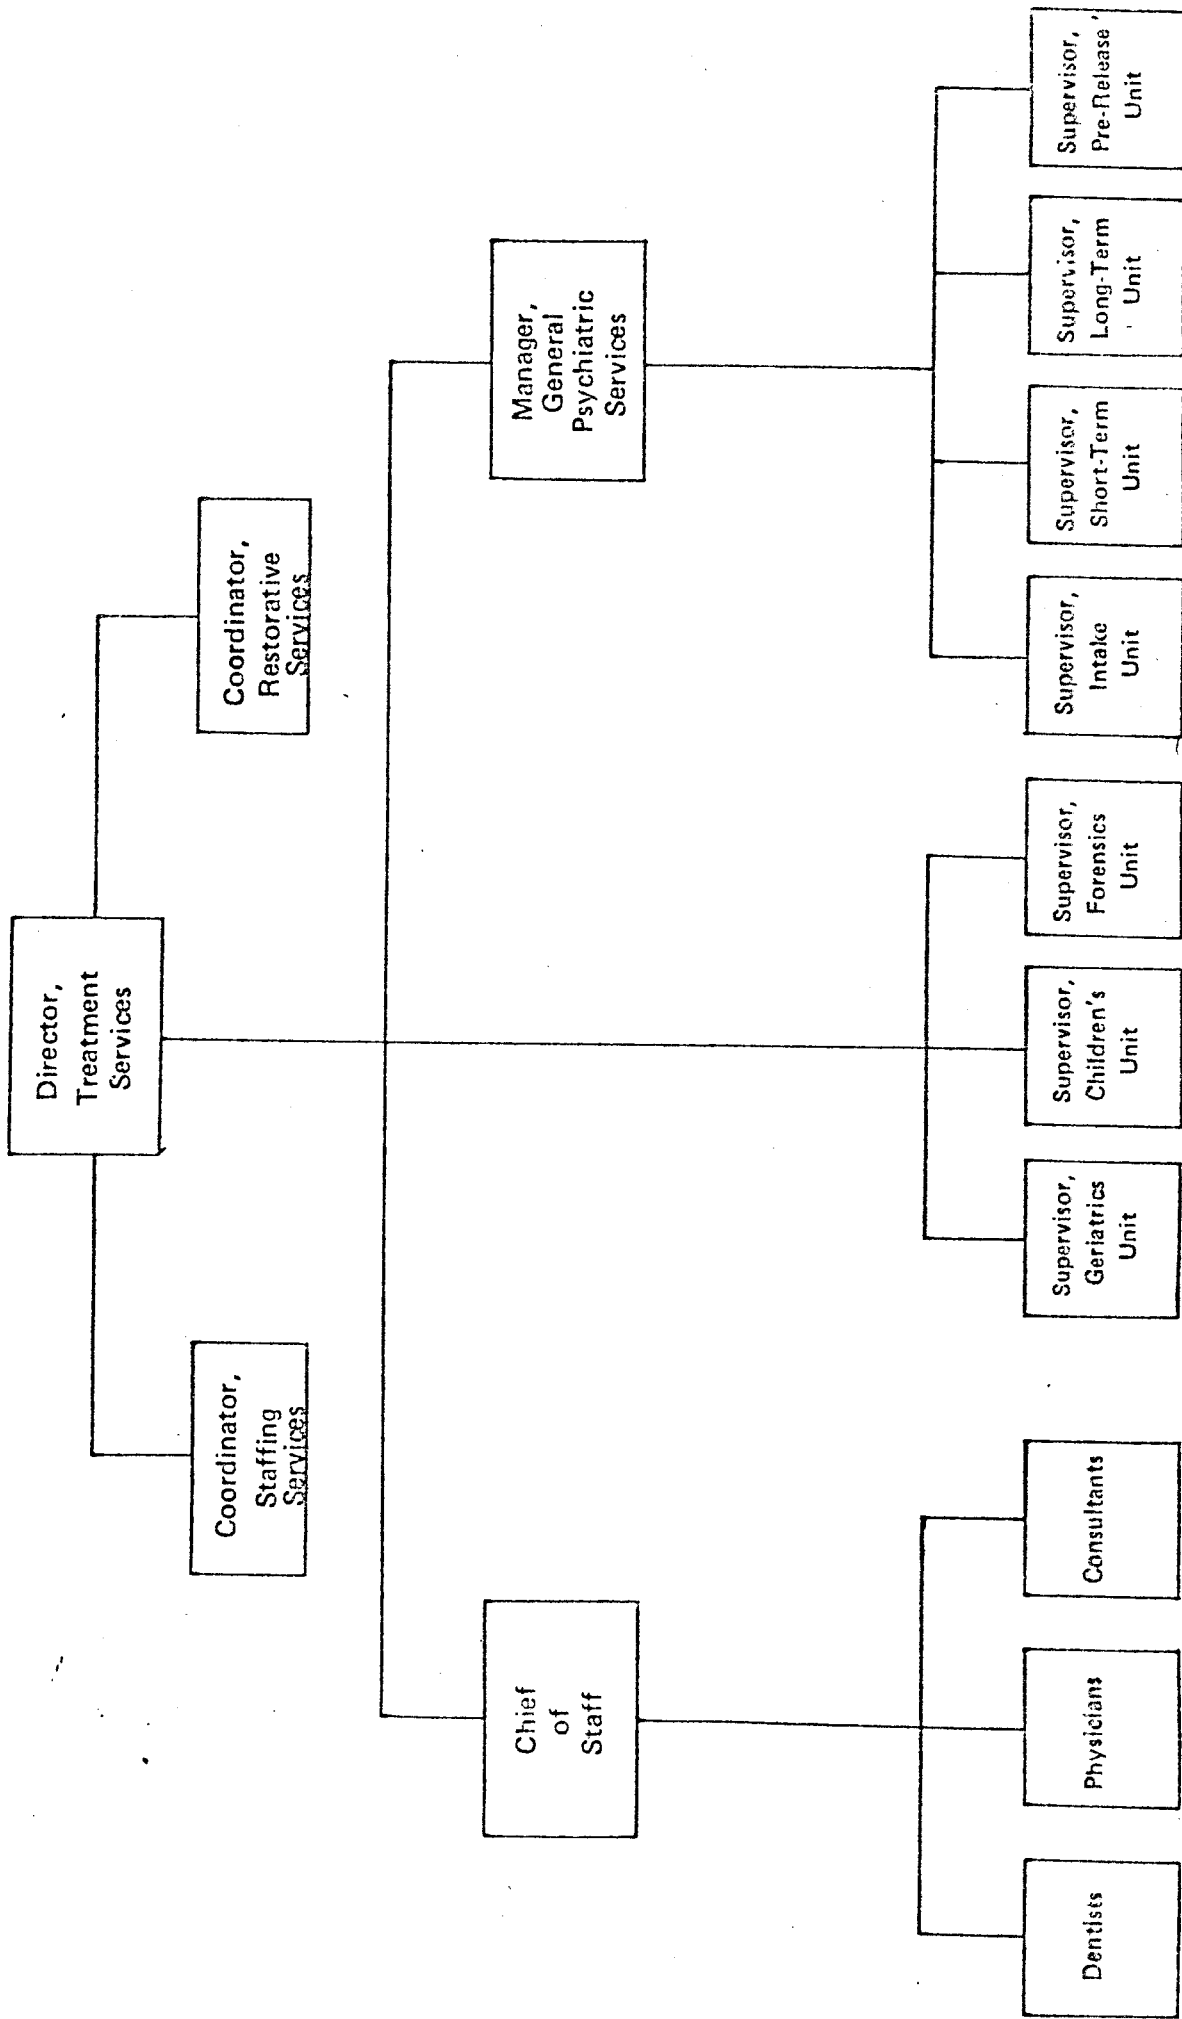 Director,
Treatment
Services
Coordinator,
Staffing
Services
Coordinator,
Restorative
Services
Chief
of
Staff
Manager,
General
Psychiatric
Services
Dentists
Physicians
Consultants
Supervisor,
Geriatrics
Unit
Supervisor,
Children's
Unit
Supervisor,
Forensics
Unit
Supervisor,
Intake
Unit
Supervisor,
Short-Term
Unit
Supervisor,
Long-Term
Unit
Supervisor,
Pre-Release
Unit